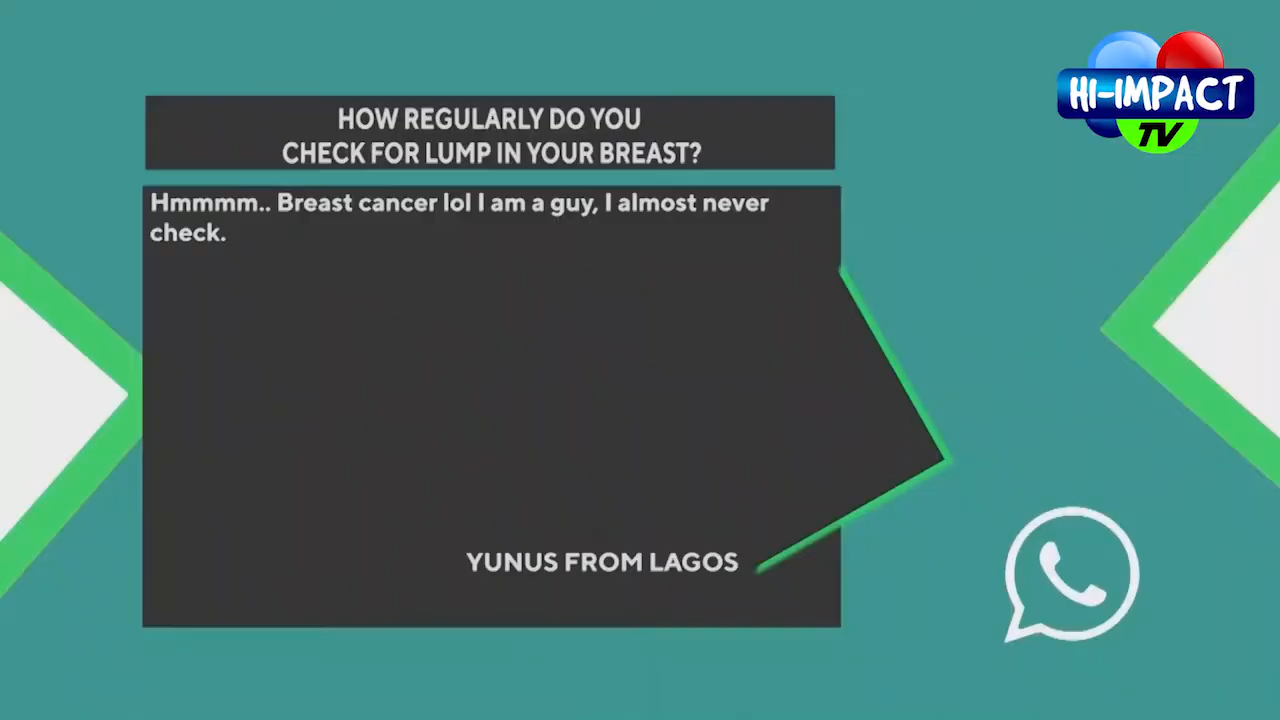 HI-IMPACT
TV
HOW REGULARLY DO YOU
CHECK FOR LUMP IN YOUR BREAST?
Hmmmm.. Breast cancer lol I am a guy, I almost never
check.
YUNUS FROM LAGOS